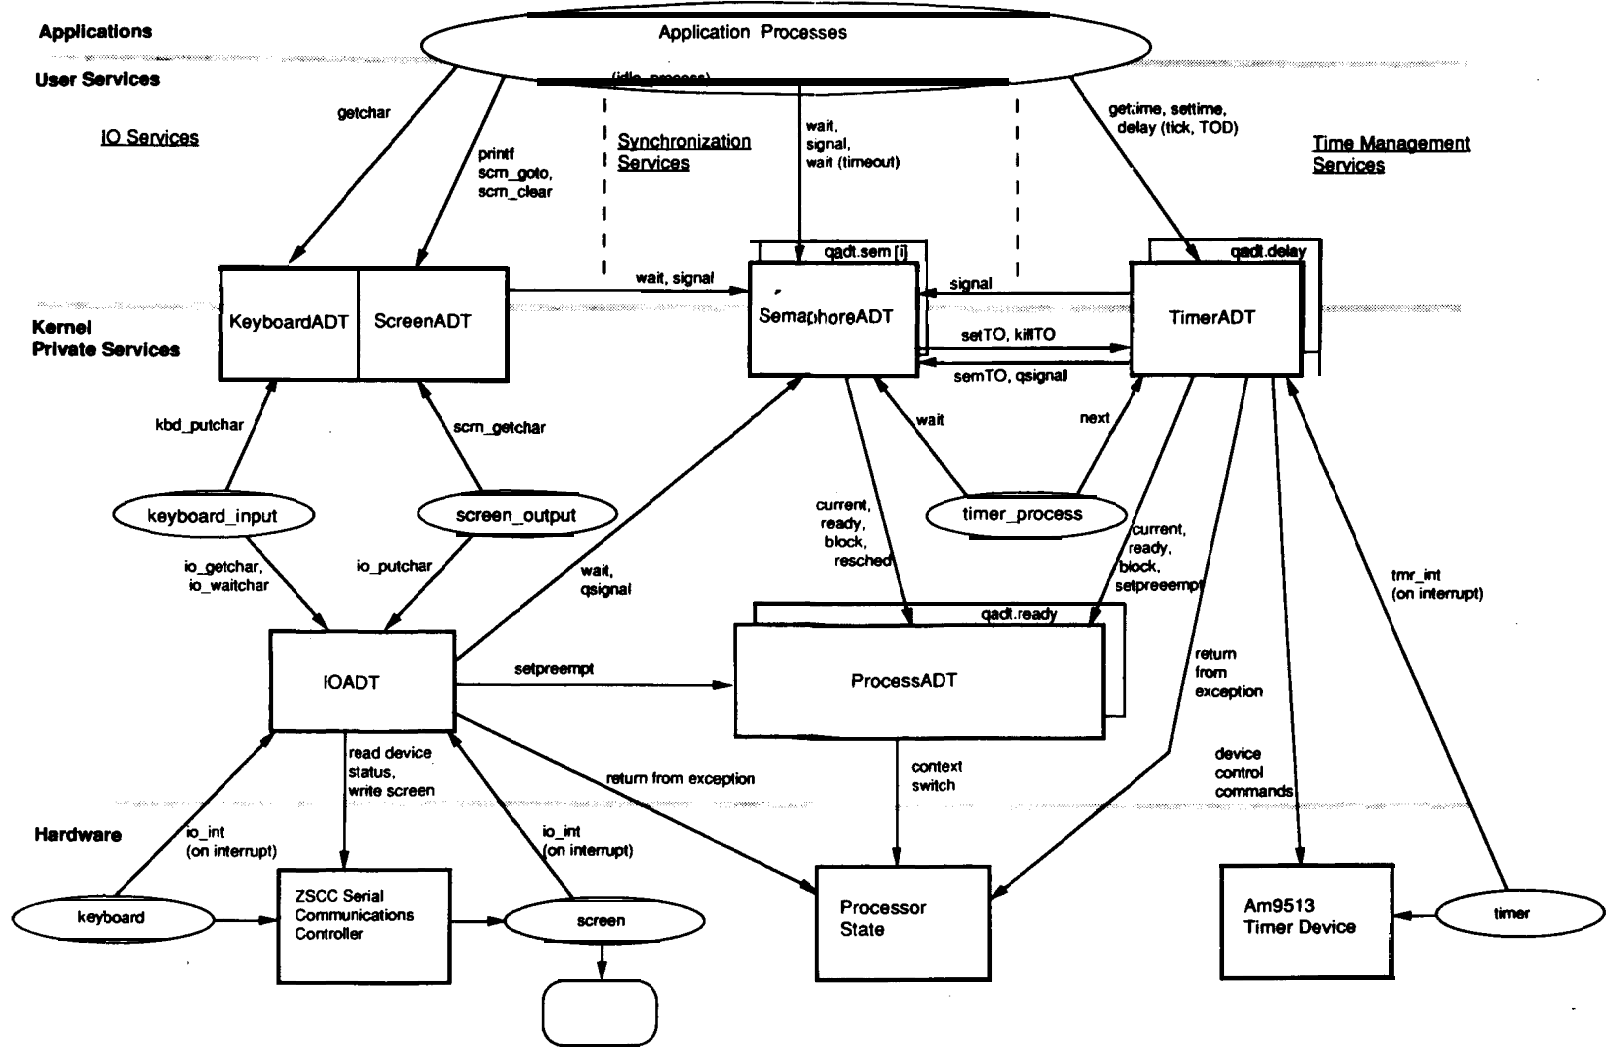 Applications
Application Processes
User Services
(idle_process)
getchar
IO Services
printf
scrn_goto,
scrn_clear
Synchronization
Services
wait,
signal,
wait (timeout)
gettime, settime,
delay (tick, TOD)
Time Management
Services
qadt.sem [i]
qadt.delay
wait, signal
signal
Kernel
Private Services
KeyboardADT
ScreenADT
SemaphoreADT
TimerADT
setTO, killTO
semTO, qsignal
kbd_putchar
scrn_getchar
wait
next
keyboard_input
screen_output
timer_process
current,
ready,
block,
resched
current,
ready,
block,
setpreeempt
io_getchar,
io_waitchar
io_putchar
wait,
qsignal
tmr_int
(on interrupt)
qadt.ready
IOADT
setpreempt
ProcessADT
return
from
exception
read device
status,
write screen
return from exception
context
switch
device
control
commands
Hardware
io_int
(on interrupt)
io_int
(on interrupt)
keyboard
ZSCC Serial
Communications
Controller
screen
Processor
State
Am9513
Timer Device
timer